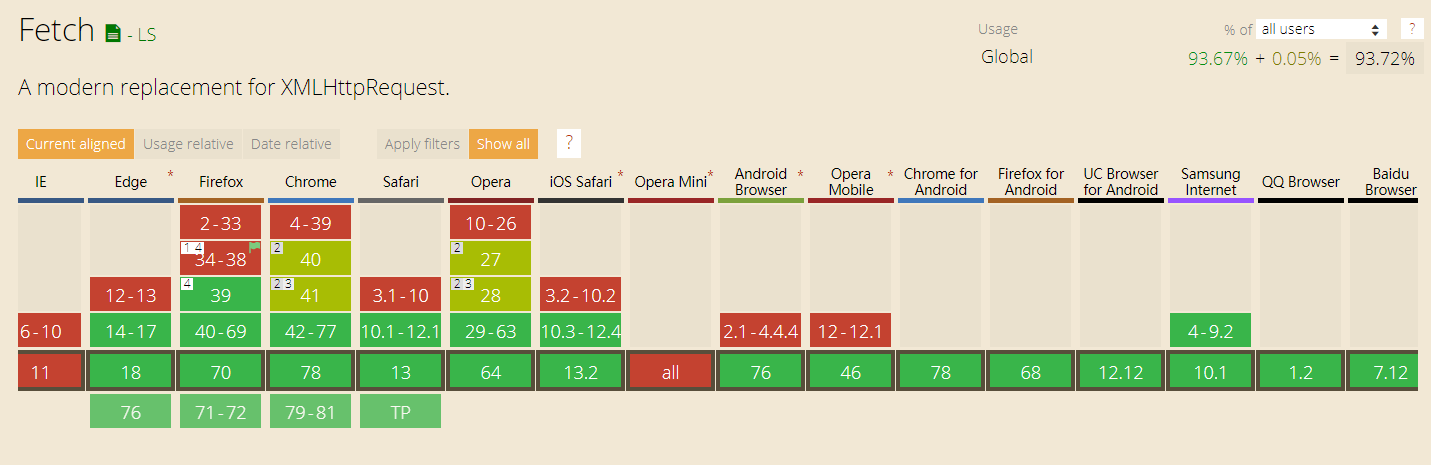 Fetch - LS
Usage % of all users ?
Global 93.67% + 0.05% = 93.72%
A modern replacement for XMLHttpRequest.
Current aligned Usage relative Date relative Apply filters Show all ?
IE Edge * Firefox Chrome Safari Opera iOS Safari * Opera Mini * Android Browser * Opera Mobile * Chrome for Android Firefox for Android UC Browser for Android Samsung Internet QQ Browser Baidu Browser
2-33 4-39 10-26
1 4 34-38 2 40 2 27
12-13 4 39 2 3 41 3.1-10 2 3 28 3.2-10.2
6-10 14-17 40-69 42-77 10.1-12.1 29-63 10.3-12.4 2.1-4.4.4 12-12.1 4-9.2
11 18 70 78 13 64 13.2 all 76 46 78 68 12.12 10.1 1.2 7.12
76 71-72 79-81 TP